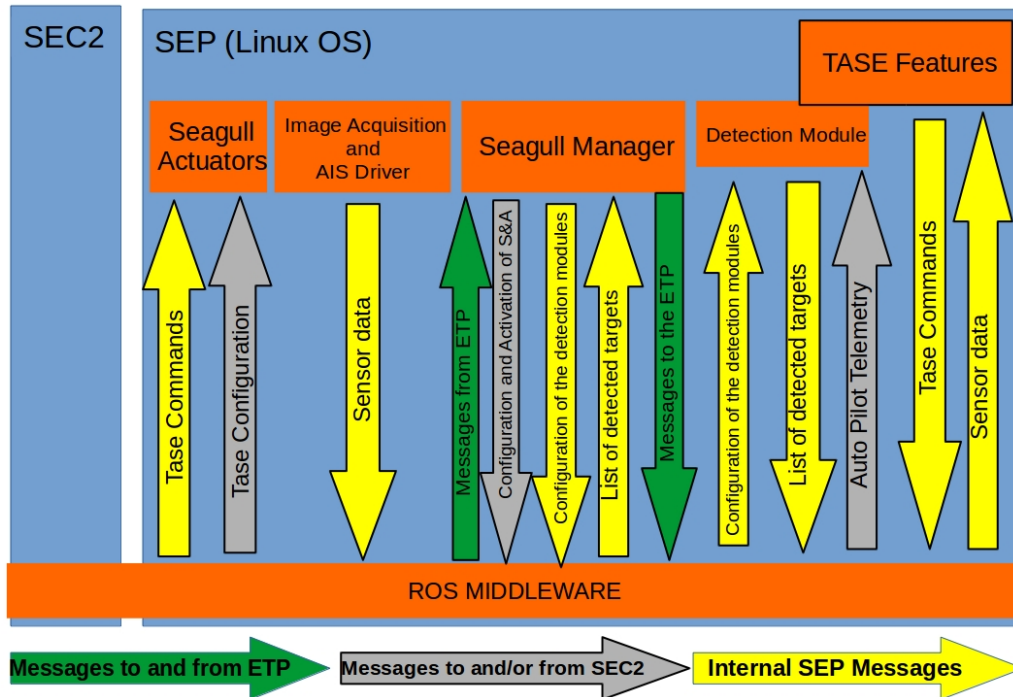 SEC2
SEP (Linux OS)
TASE Features
Seagull
Actuators
Image Acquisition
and
AIS Driver
Seagull Manager
Detection Module
Tase Commands
Tase Configuration
Sensor data
Messages from ETP
Configuration and Activation of S&A
Configuration of the detection modules
List of detected targets
Messages to the ETP
Configuration of the detection modules
List of detected targets
Auto Pilot Telemetry
Tase Commands
Sensor data
ROS MIDDLEWARE
Messages to and from ETP
Messages to and/or from SEC2
Internal SEP Messages